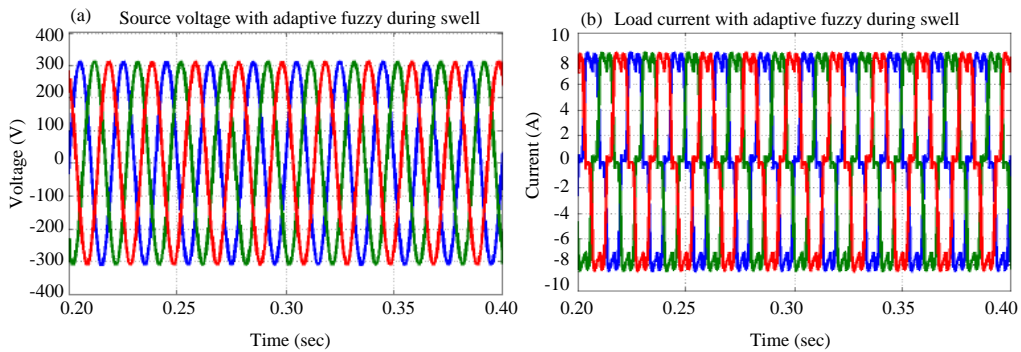 (a) Source voltage with adaptive fuzzy during swell
400
300
200
100
0
-100
-200
-300
-400
Voltage (V)
0.20 0.25 0.30 0.35 0.40
Time (sec)
(b) Load current with adaptive fuzzy during swell
10
8
6
4
2
0
-2
-4
-6
-8
-10
Current (A)
0.20 0.25 0.30 0.35 0.40
Time (sec)